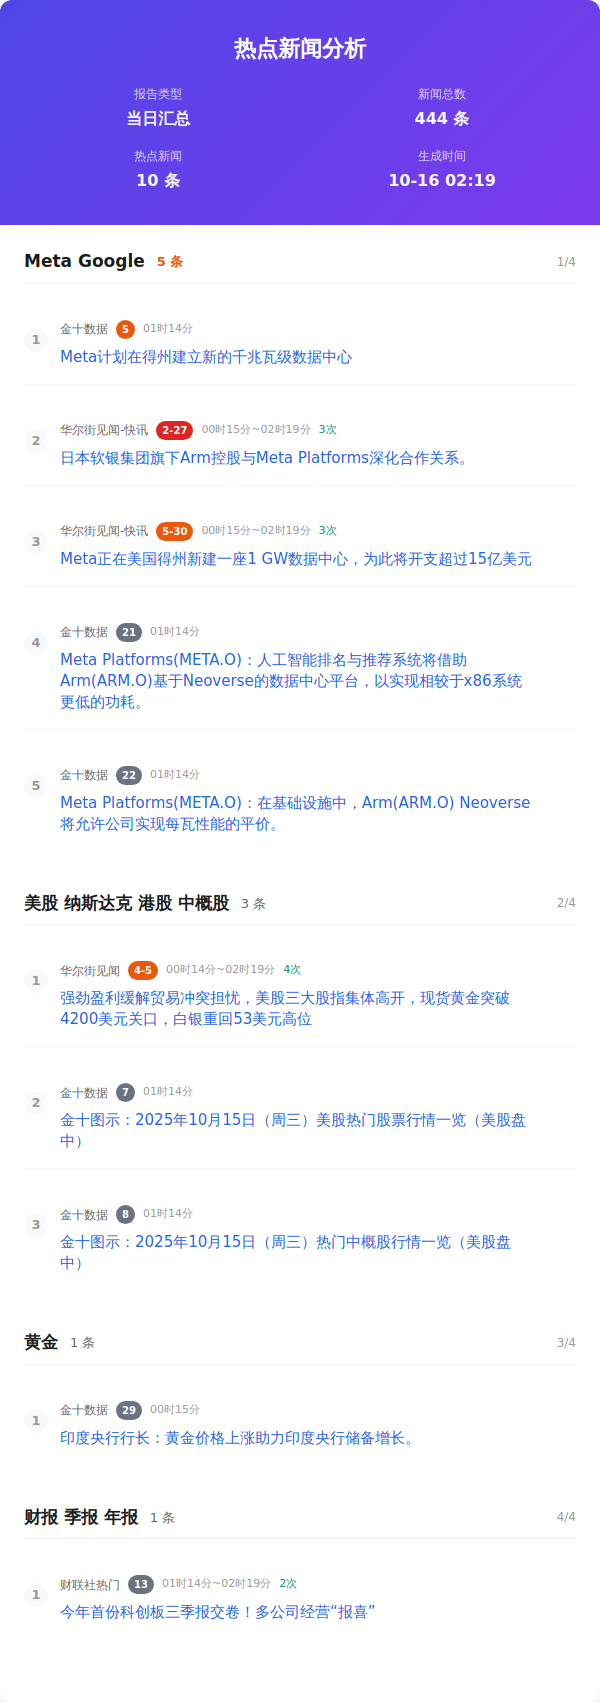 热点新闻分析
报告类型
新闻总数
当日汇总
444 条
热点新闻
生成时间
10 条
10-16 02:19
Meta Google 5 条 1/4
1
金十数据 5 01时14分
Meta计划在得州建立新的千兆瓦级数据中心
2
华尔街见闻-快讯 2-27 00时15分~02时19分 3次
日本软银集团旗下Arm控股与Meta Platforms深化合作关系。
3
华尔街见闻-快讯 5-30 00时15分~02时19分 3次
Meta正在美国得州新建一座1 GW数据中心，为此将开支超过15亿美元
4
金十数据 21 01时14分
Meta Platforms(META.O)：人工智能排名与推荐系统将借助
Arm(ARM.O)基于Neoverse的数据中心平台，以实现相较于x86系统
更低的功耗。
5
金十数据 22 01时14分
Meta Platforms(META.O)：在基础设施中，Arm(ARM.O) Neoverse
将允许公司实现每瓦性能的平价。
美股 纳斯达克 港股 中概股 3 条 2/4
1
华尔街见闻 4-5 00时14分~02时19分 4次
强劲盈利缓解贸易冲突担忧，美股三大股指集体高开，现货黄金突破
4200美元关口，白银重回53美元高位
2
金十数据 7 01时14分
金十图示：2025年10月15日（周三）美股热门股票行情一览（美股盘
中）
3
金十数据 8 01时14分
金十图示：2025年10月15日（周三）热门中概股行情一览（美股盘
中）
黄金 1 条 3/4
1
金十数据 29 00时15分
印度央行行长：黄金价格上涨助力印度央行储备增长。
财报 季报 年报 1 条 4/4
1
财联社热门 13 01时14分~02时19分 2次
今年首份科创板三季报交卷！多公司经营“报喜”